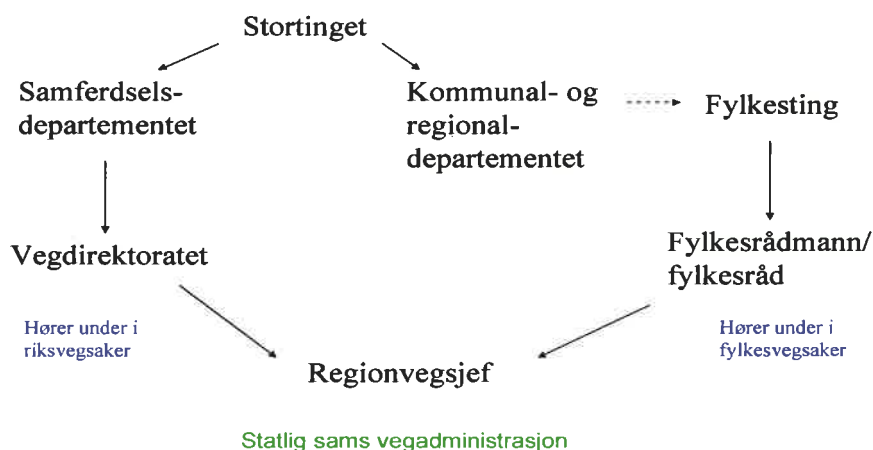 Stortinget
Samferdsels-
departementet
Kommunal- og
regional-
departementet
Fylkesting
Vegdirektoratet
Fylkesrådmann/
fylkesråd
Hører under i
riksvegsaker
Hører under i
fylkesvegsaker
Regionvegsjef
Statlig sams vegadministrasjon